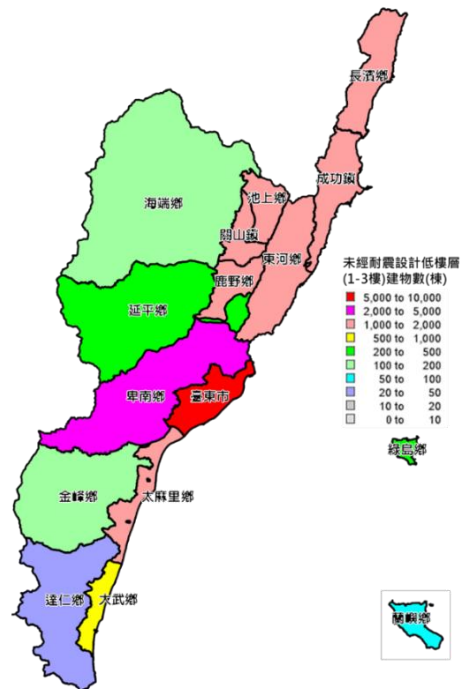 長濱鄉
成功鎮
池上鄉
海端鄉
關山鎮
東河鄉
鹿野鄉
延平鄉
未經耐震設計低樓層
(1-3樓)建物數(棟)
5,000 to 10,000
2,000 to 5,000
1,000 to 2,000
500 to 1,000
200 to 500
100 to 200
50 to 100
20 to 50
10 to 20
0 to 10
卑南鄉
臺東市
綠島鄉
金峰鄉
太麻里鄉
達仁鄉
大武鄉
蘭嶼鄉